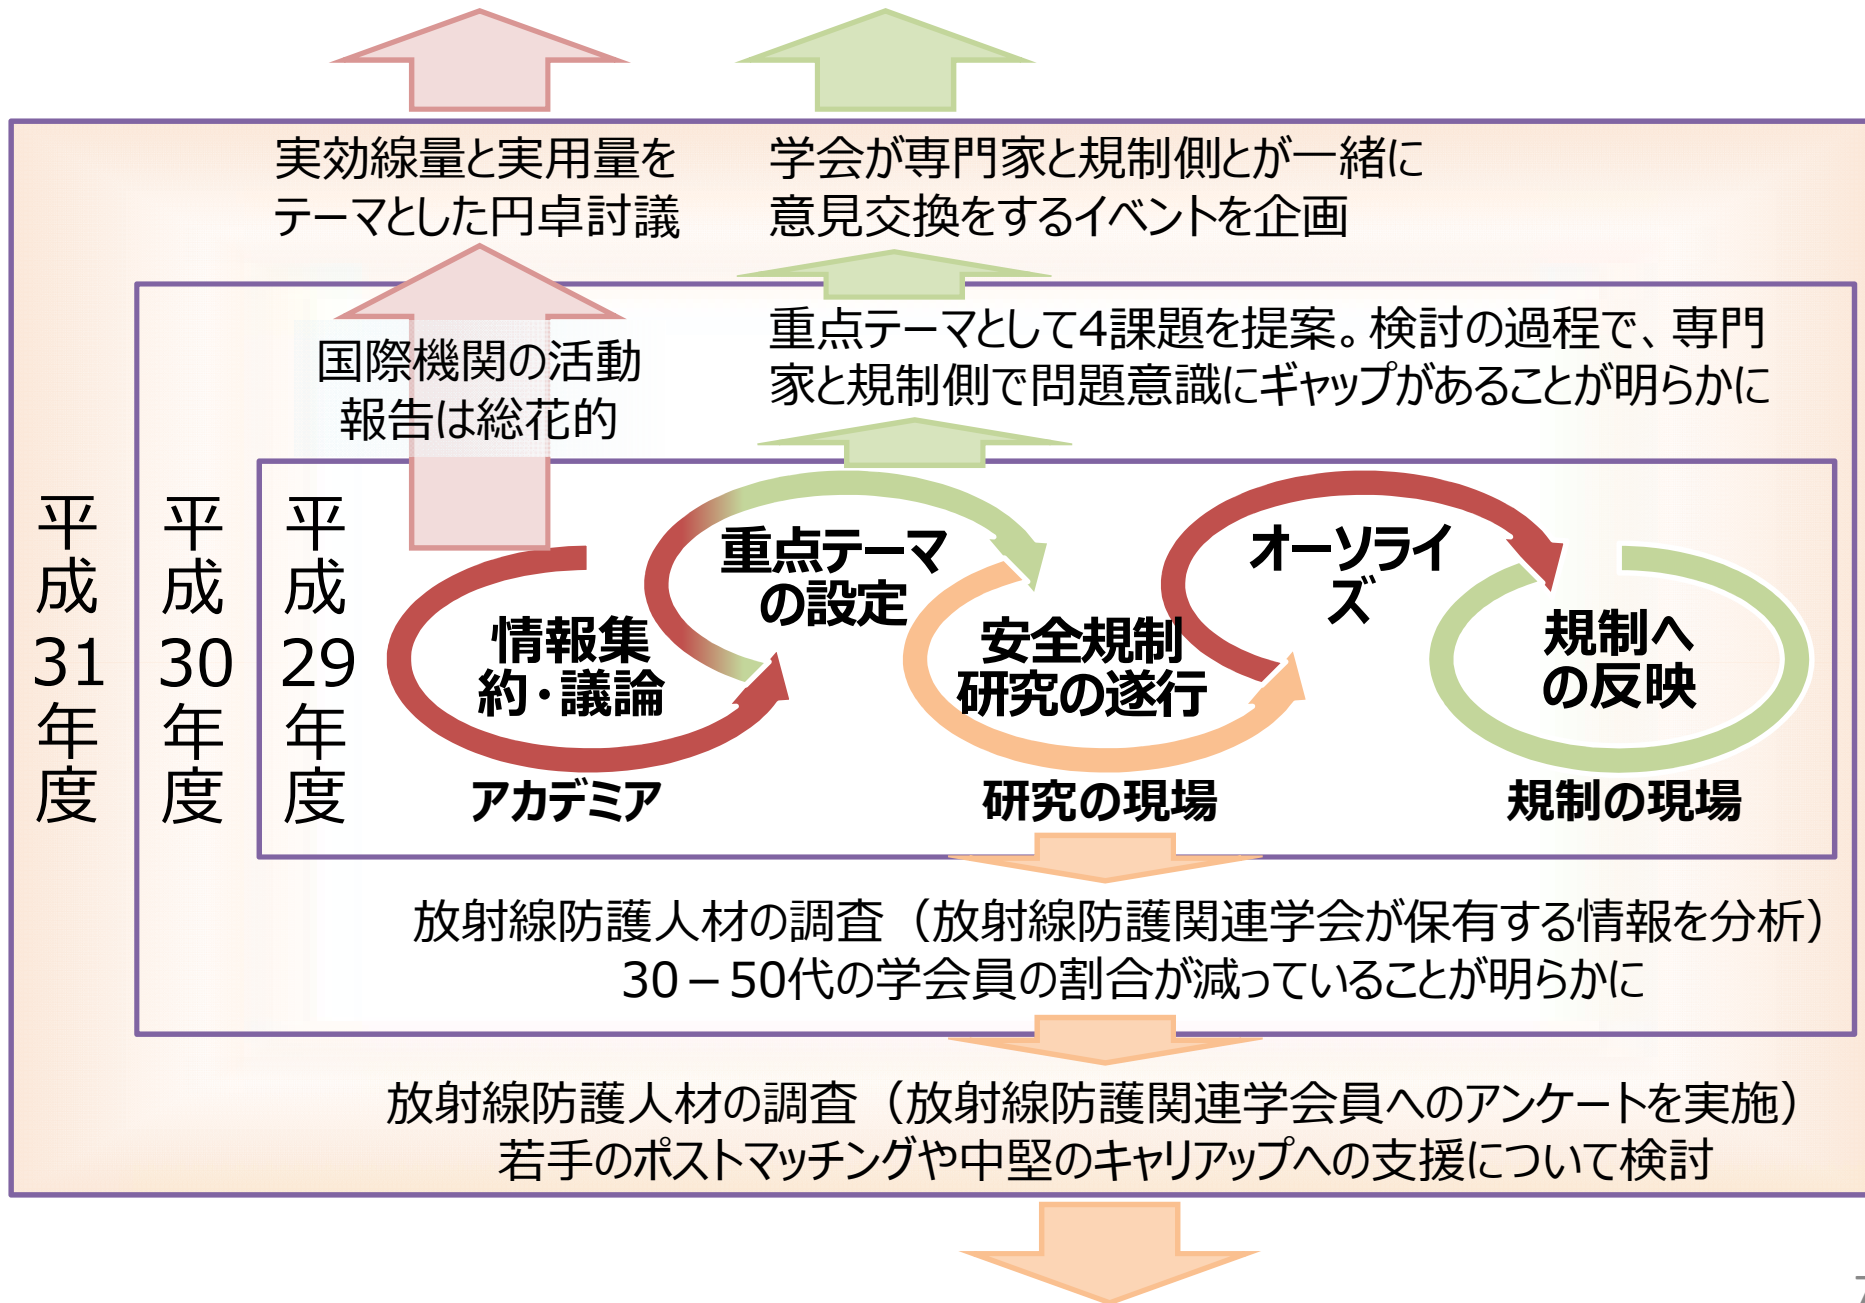 実効線量と実用量を
テーマとした円卓討議
学会が専門家と規制側とが一緒に
意見交換をするイベントを企画
国際機関の活動
報告は総花的
重点テーマとして4課題を提案。検討の過程で、専門
家と規制側で問題意識にギャップがあることが明らかに
平成31年度
平成30年度
平成29年度
情報集
約・議論
アカデミア
重点テーマ
の設定
安全規制
研究の遂行
研究の現場
オーソライ
ズ
規制へ
の反映
規制の現場
放射線防護人材の調査（放射線防護関連学会が保有する情報を分析）
30－50代の学会員の割合が減っていることが明らかに
放射線防護人材の調査（放射線防護関連学会員へのアンケートを実施）
若手のポストマッチングや中堅のキャリアップへの支援について検討